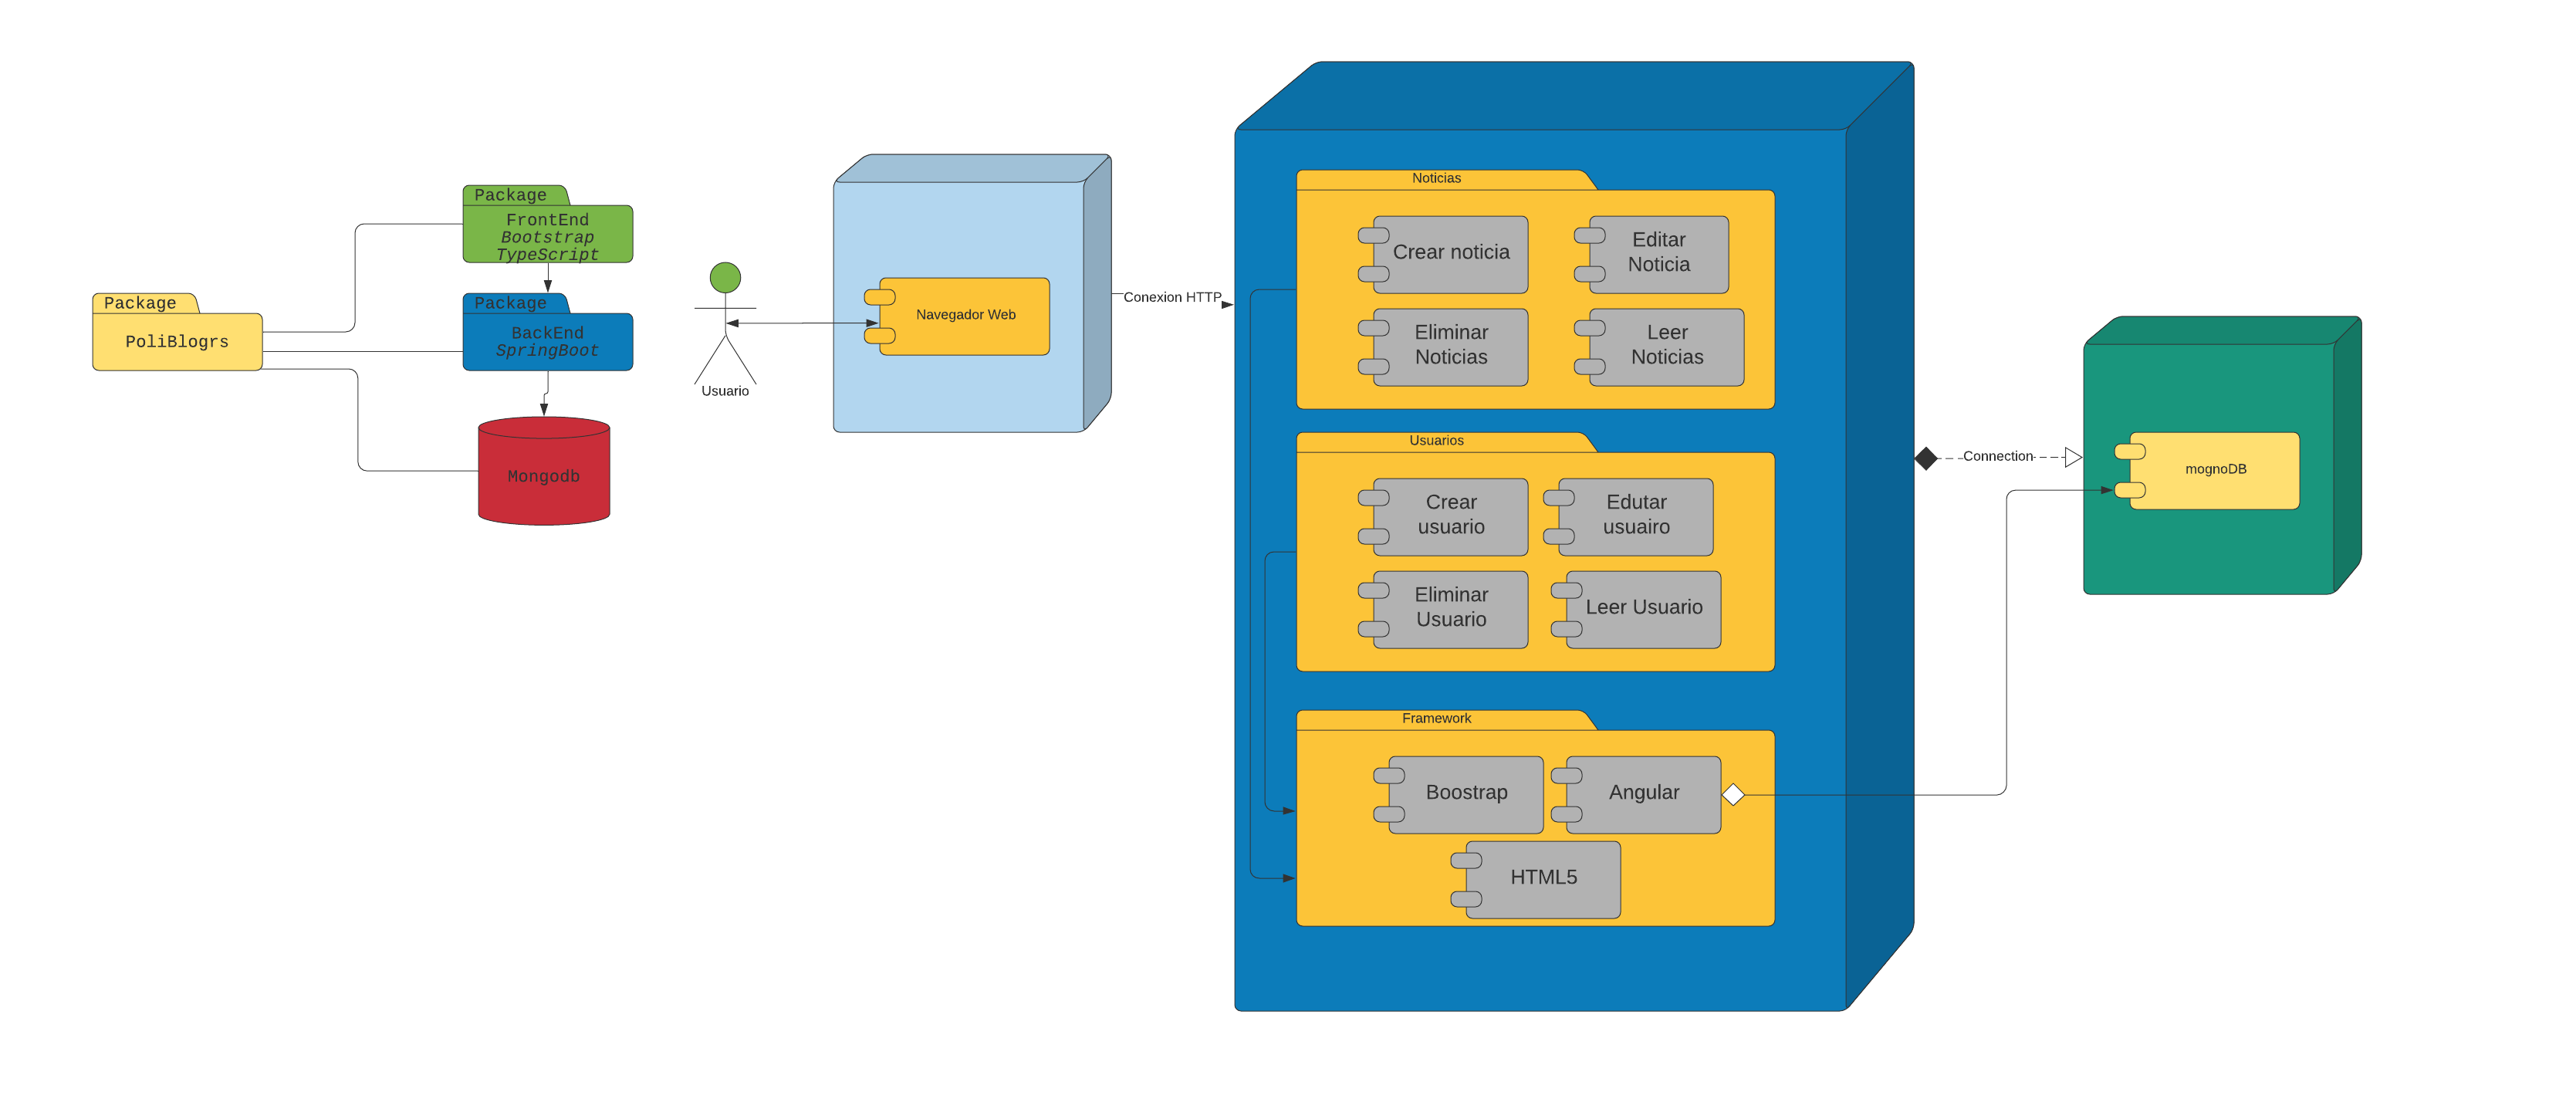 Package
FrontEnd
Bootstrap
TypeScript
Package
PoliBlogrs
Package
BackEnd
SpringBoot
Mongodb
Usuario
Navegador Web
Conexion HTTP
Noticias
Crear noticia
Editar
Noticia
Eliminar
Noticias
Leer
Noticias
Usuarios
Crear
usuario
Edutar
usuairo
Eliminar
Usuario
Leer Usuario
Framework
Boostrap
Angular
HTML5
Connection
mognoDB